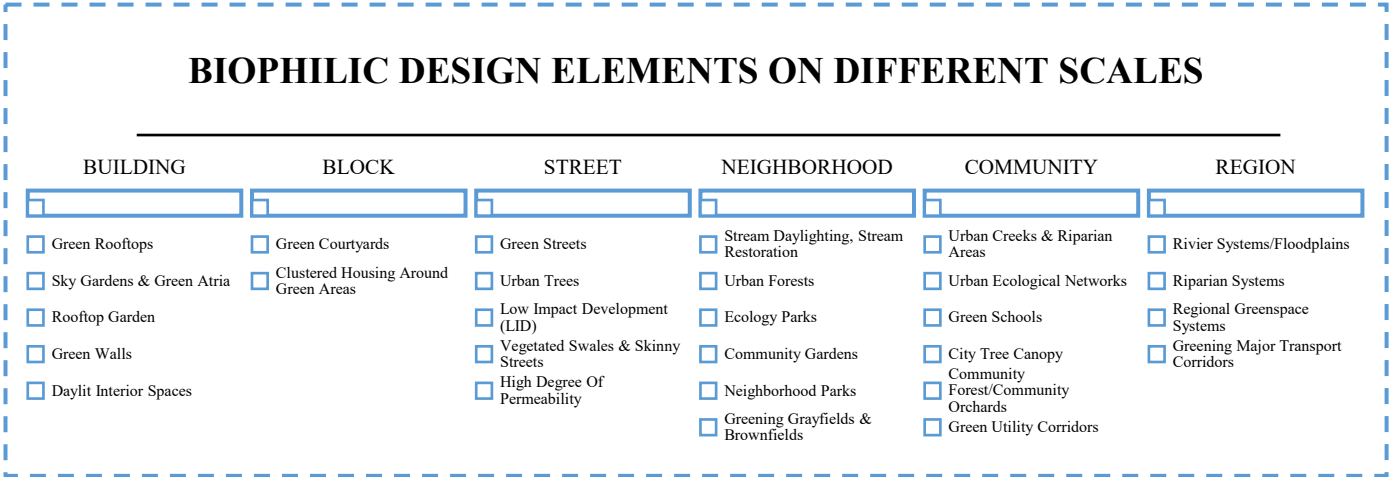 BIOPHILIC DESIGN ELEMENTS ON DIFFERENT SCALES
BUILDING
Green Rooftops
Sky Gardens & Green Atria
Rooftop Garden
Green Walls
Daylit Interior Spaces
BLOCK
Green Courtyards
Clustered Housing Around
Green Areas
STREET
Green Streets
Urban Trees
Low Impact Development
(LID)
Vegetated Swales & Skinny
Streets
High Degree Of
Permeability
NEIGHBORHOOD
Stream Daylighting, Stream
Restoration
Urban Forests
Ecology Parks
Community Gardens
Neighborhood Parks
Greening Grayfields &
Brownfields
COMMUNITY
Urban Creeks & Riparian
Areas
Urban Ecological Networks
Green Schools
City Tree Canopy
Community
Forest/Community
Orchards
Green Utility Corridors
REGION
Rivier Systems/Floodplains
Riparian Systems
Regional Greenspace
Systems
Greening Major Transport
Corridors